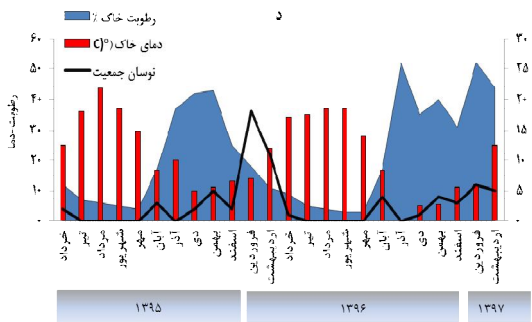 د
رطوبت خاک ٪
دمای خاک (°C)
نوسان جمعیت
رطوبت -دما
۶۰
۵۰
۴۰
۳۰
۲۰
۱۰
۰
۳۰
۲۵
۲۰
۱۵
۱۰
۵
۰
خرداد
تیر
مرداد
شهریور
مهر
آبان
آذر
دی
بهمن
اسفند
فروردین
اردیبهشت
خرداد
تیر
مرداد
شهریور
مهر
آبان
آذر
دی
بهمن
اسفند
فروردین
اردیبهشت
۱۳۹۵
۱۳۹۶
۱۳۹۷